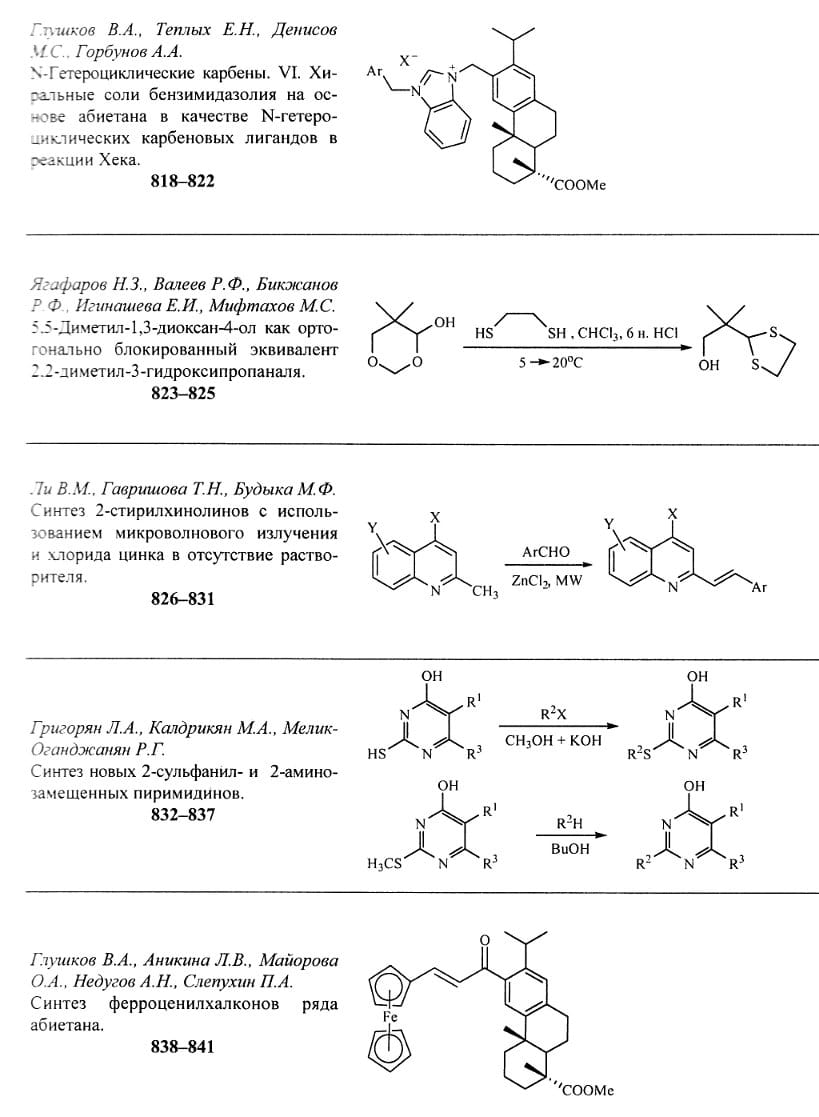 Глушков В.А., Теплых Е.Н., Денисов
М.С., Горбунов А.А.
N-Гетероциклические карбены. VI. Хи-
ральные соли бензимидазолия на ос-
нове абиетана в качестве N-гетеро-
циклических карбеновых лигандов в
реакции Хека.
818–822
X⁻
Ar
N
N
+
COOMe
Ягафаров Н.З., Валеев Р.Ф., Бикжанов
Р.Ф., Игинашева Е.И., Мифтахов М.С.
5.5-Диметил-1,3-диоксан-4-ол как орто-
гонально блокированный эквивалент
2.2-диметил-3-гидроксипропаналя.
823–825
OH
O
O
HS
SH , CHCl₃, 6 н. HCl
5 → 20°C
S
S
OH
Ли В.М., Гавришова Т.Н., Будыка М.Ф.
Синтез 2-стирилхинолинов с исполь-
зованием микроволнового излучения
и хлорида цинка в отсутствие раство-
рителя.
826–831
Y
X
N
CH₃
ArCHO
ZnCl₂, MW
Y
X
N
Ar
Григорян Л.А., Калдрикян М.А., Мелик-
Оганджанян Р.Г.
Синтез новых 2-сульфанил- и 2-амино-
замещенных пиримидинов.
832–837
OH
N
R¹
HS
N
R³
R²X
CH₃OH + KOH
OH
N
R¹
R²S
N
R³
OH
N
R¹
H₃CS
N
R³
R²H
BuOH
OH
N
R¹
R²
N
R³
Глушков В.А., Аникина Л.В., Майорова
О.А., Недугов А.Н., Слепухин П.А.
Синтез ферроценилхалконов ряда
абиетана.
838–841
O
Fe
COOMe